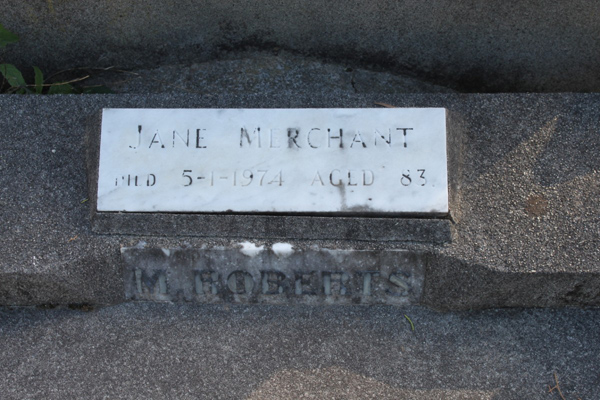 JANE MERCHANT
DIED 5-1-1974 AGED 83.
M. ROBERTS